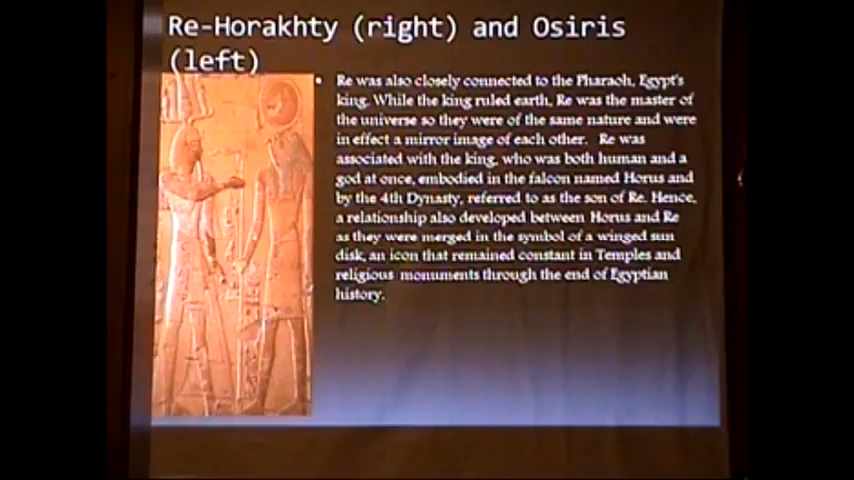 Re-Horakhty (right) and Osiris
(left)
• Re was also closely connected to the Pharaoh, Egypt's
king. While the king ruled earth, Re was the master of
the universe so they were of the same nature and were
in effect a mirror image of each other. Re was
associated with the king, who was both human and a
god at once, embodied in the falcon named Horus and
by the 4th Dynasty, referred to as the son of Re. Hence,
a relationship also developed between Horus and Re
as they were merged in the symbol of a winged sun
disk, an icon that remained constant in Temples and
religious monuments through the end of Egyptian
history.